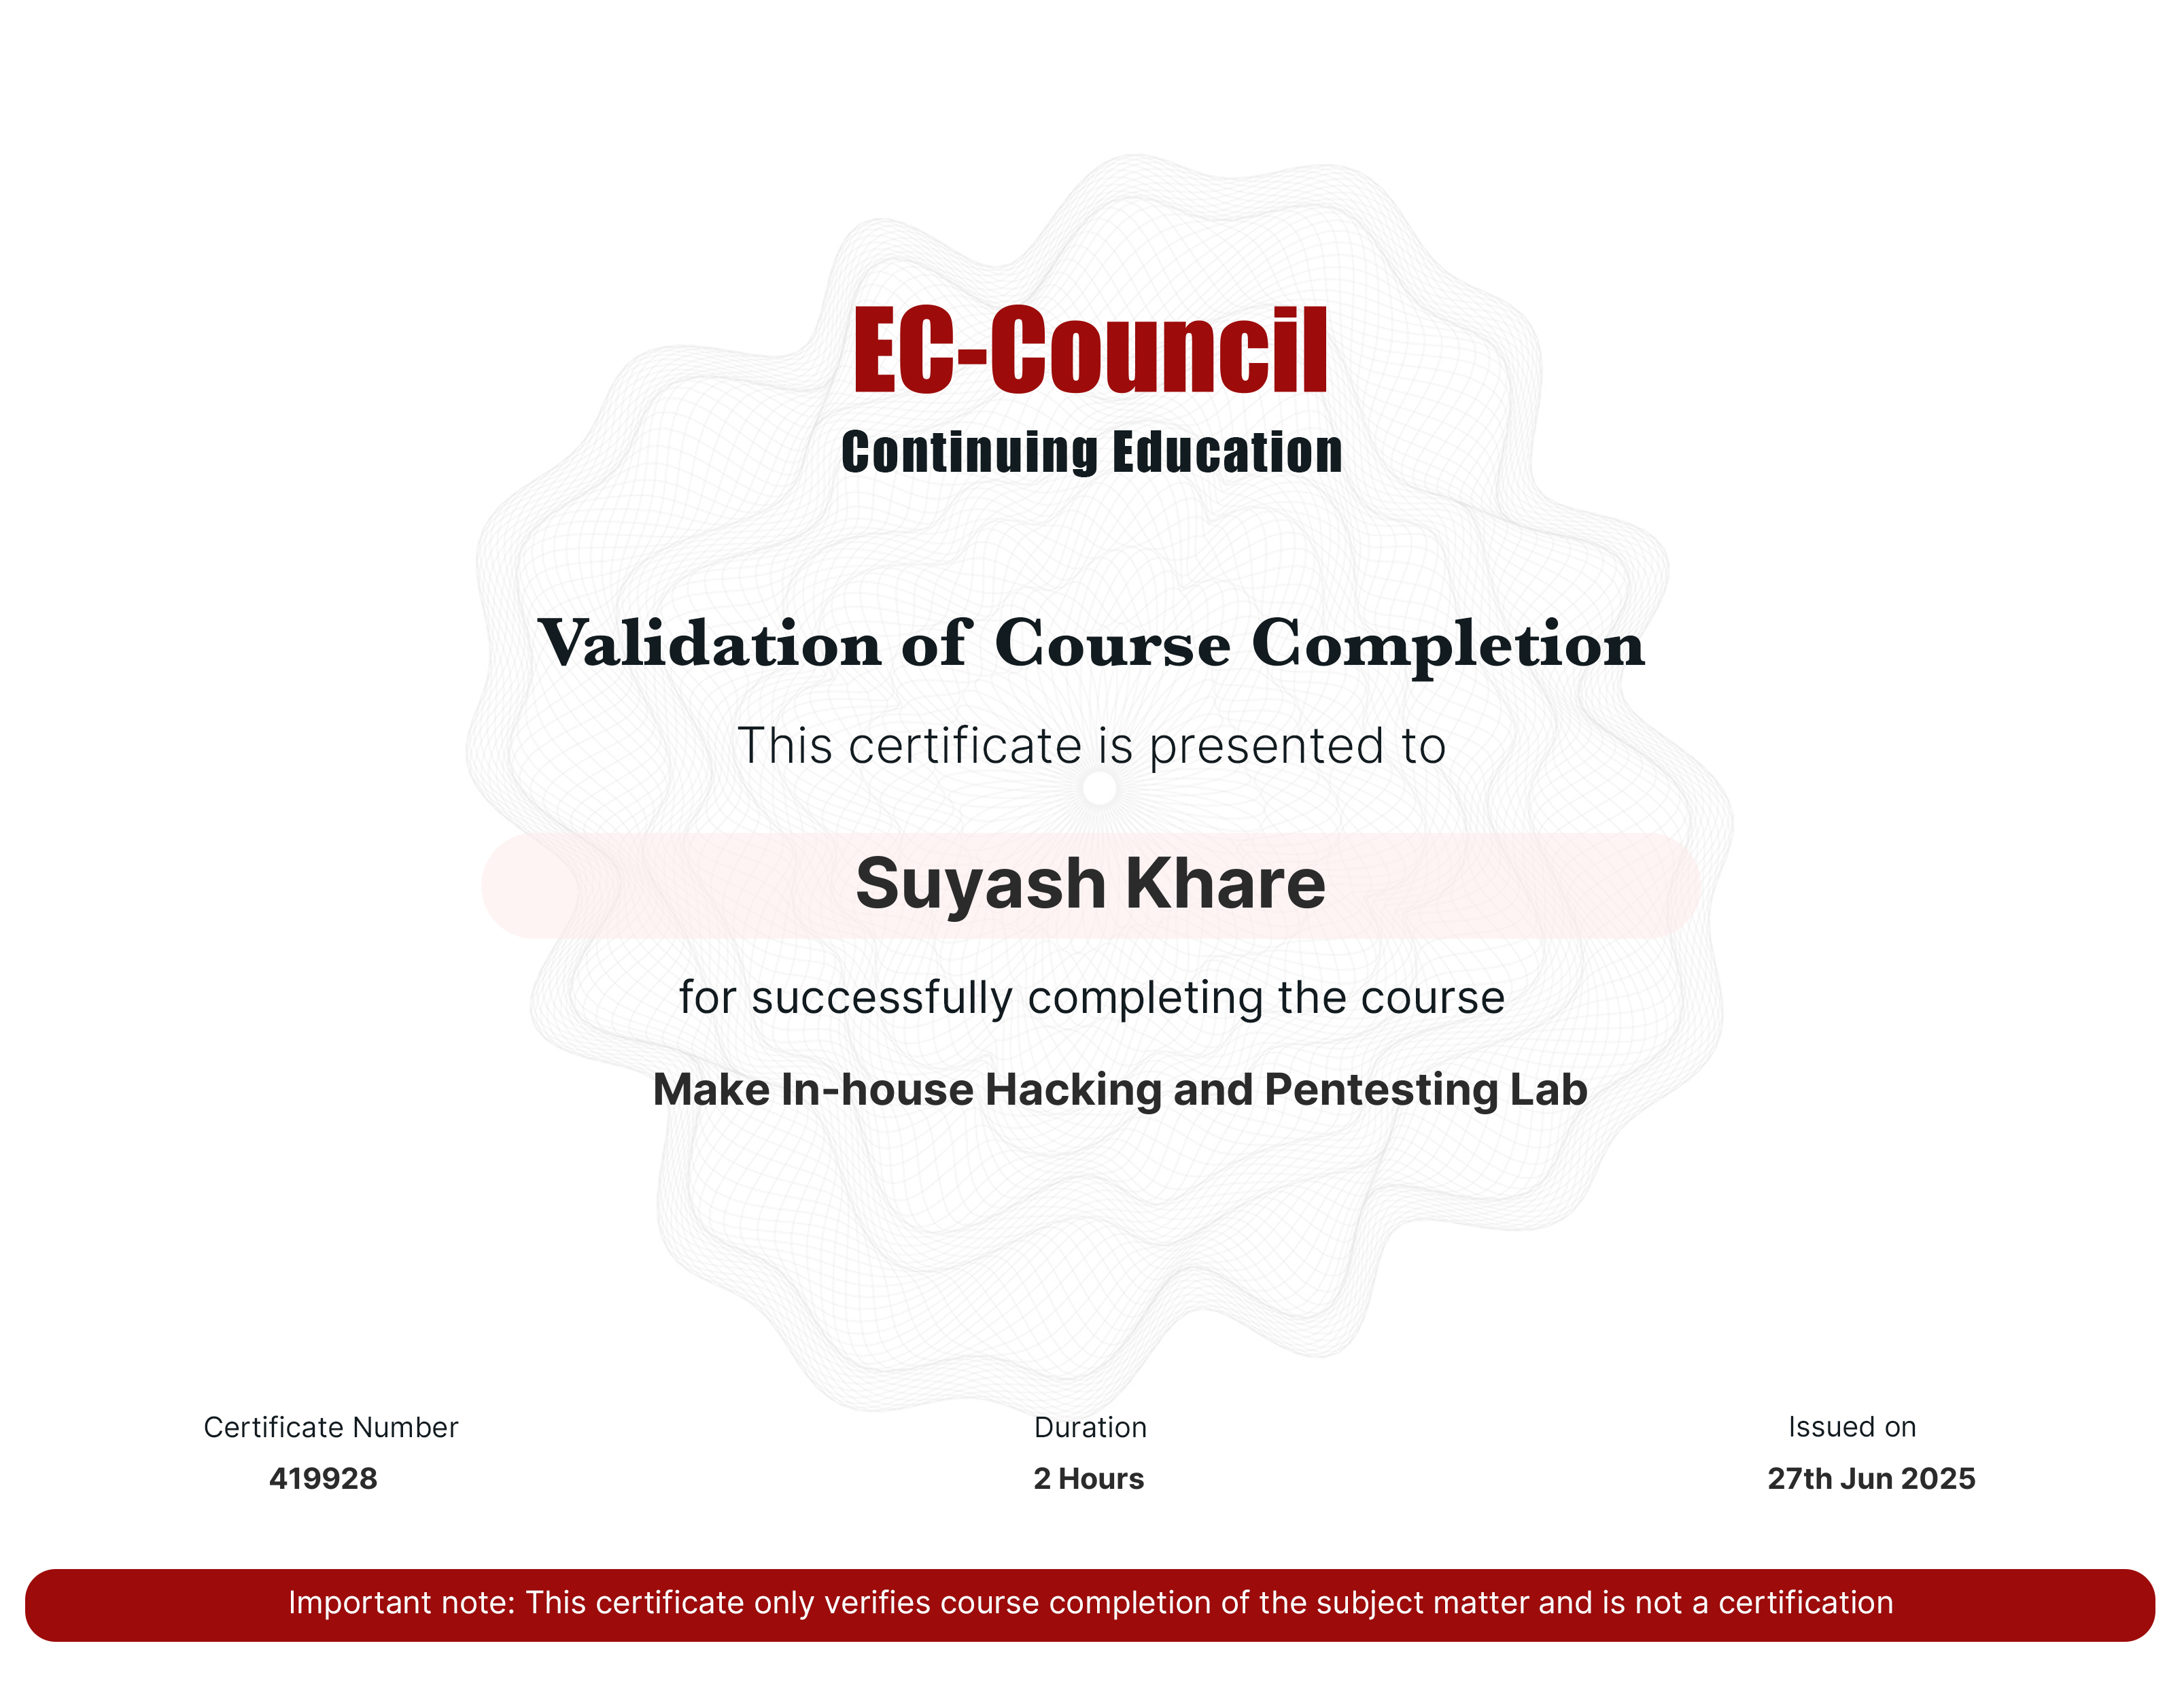 EC-Council
Continuing Education
Validation of Course Completion
This certificate is presented to
Suyash Khare
for successfully completing the course
Make In-house Hacking and Pentesting Lab
Certificate Number
419928
Duration
2 Hours
Issued on
27th Jun 2025
Important note: This certificate only verifies course completion of the subject matter and is not a certification